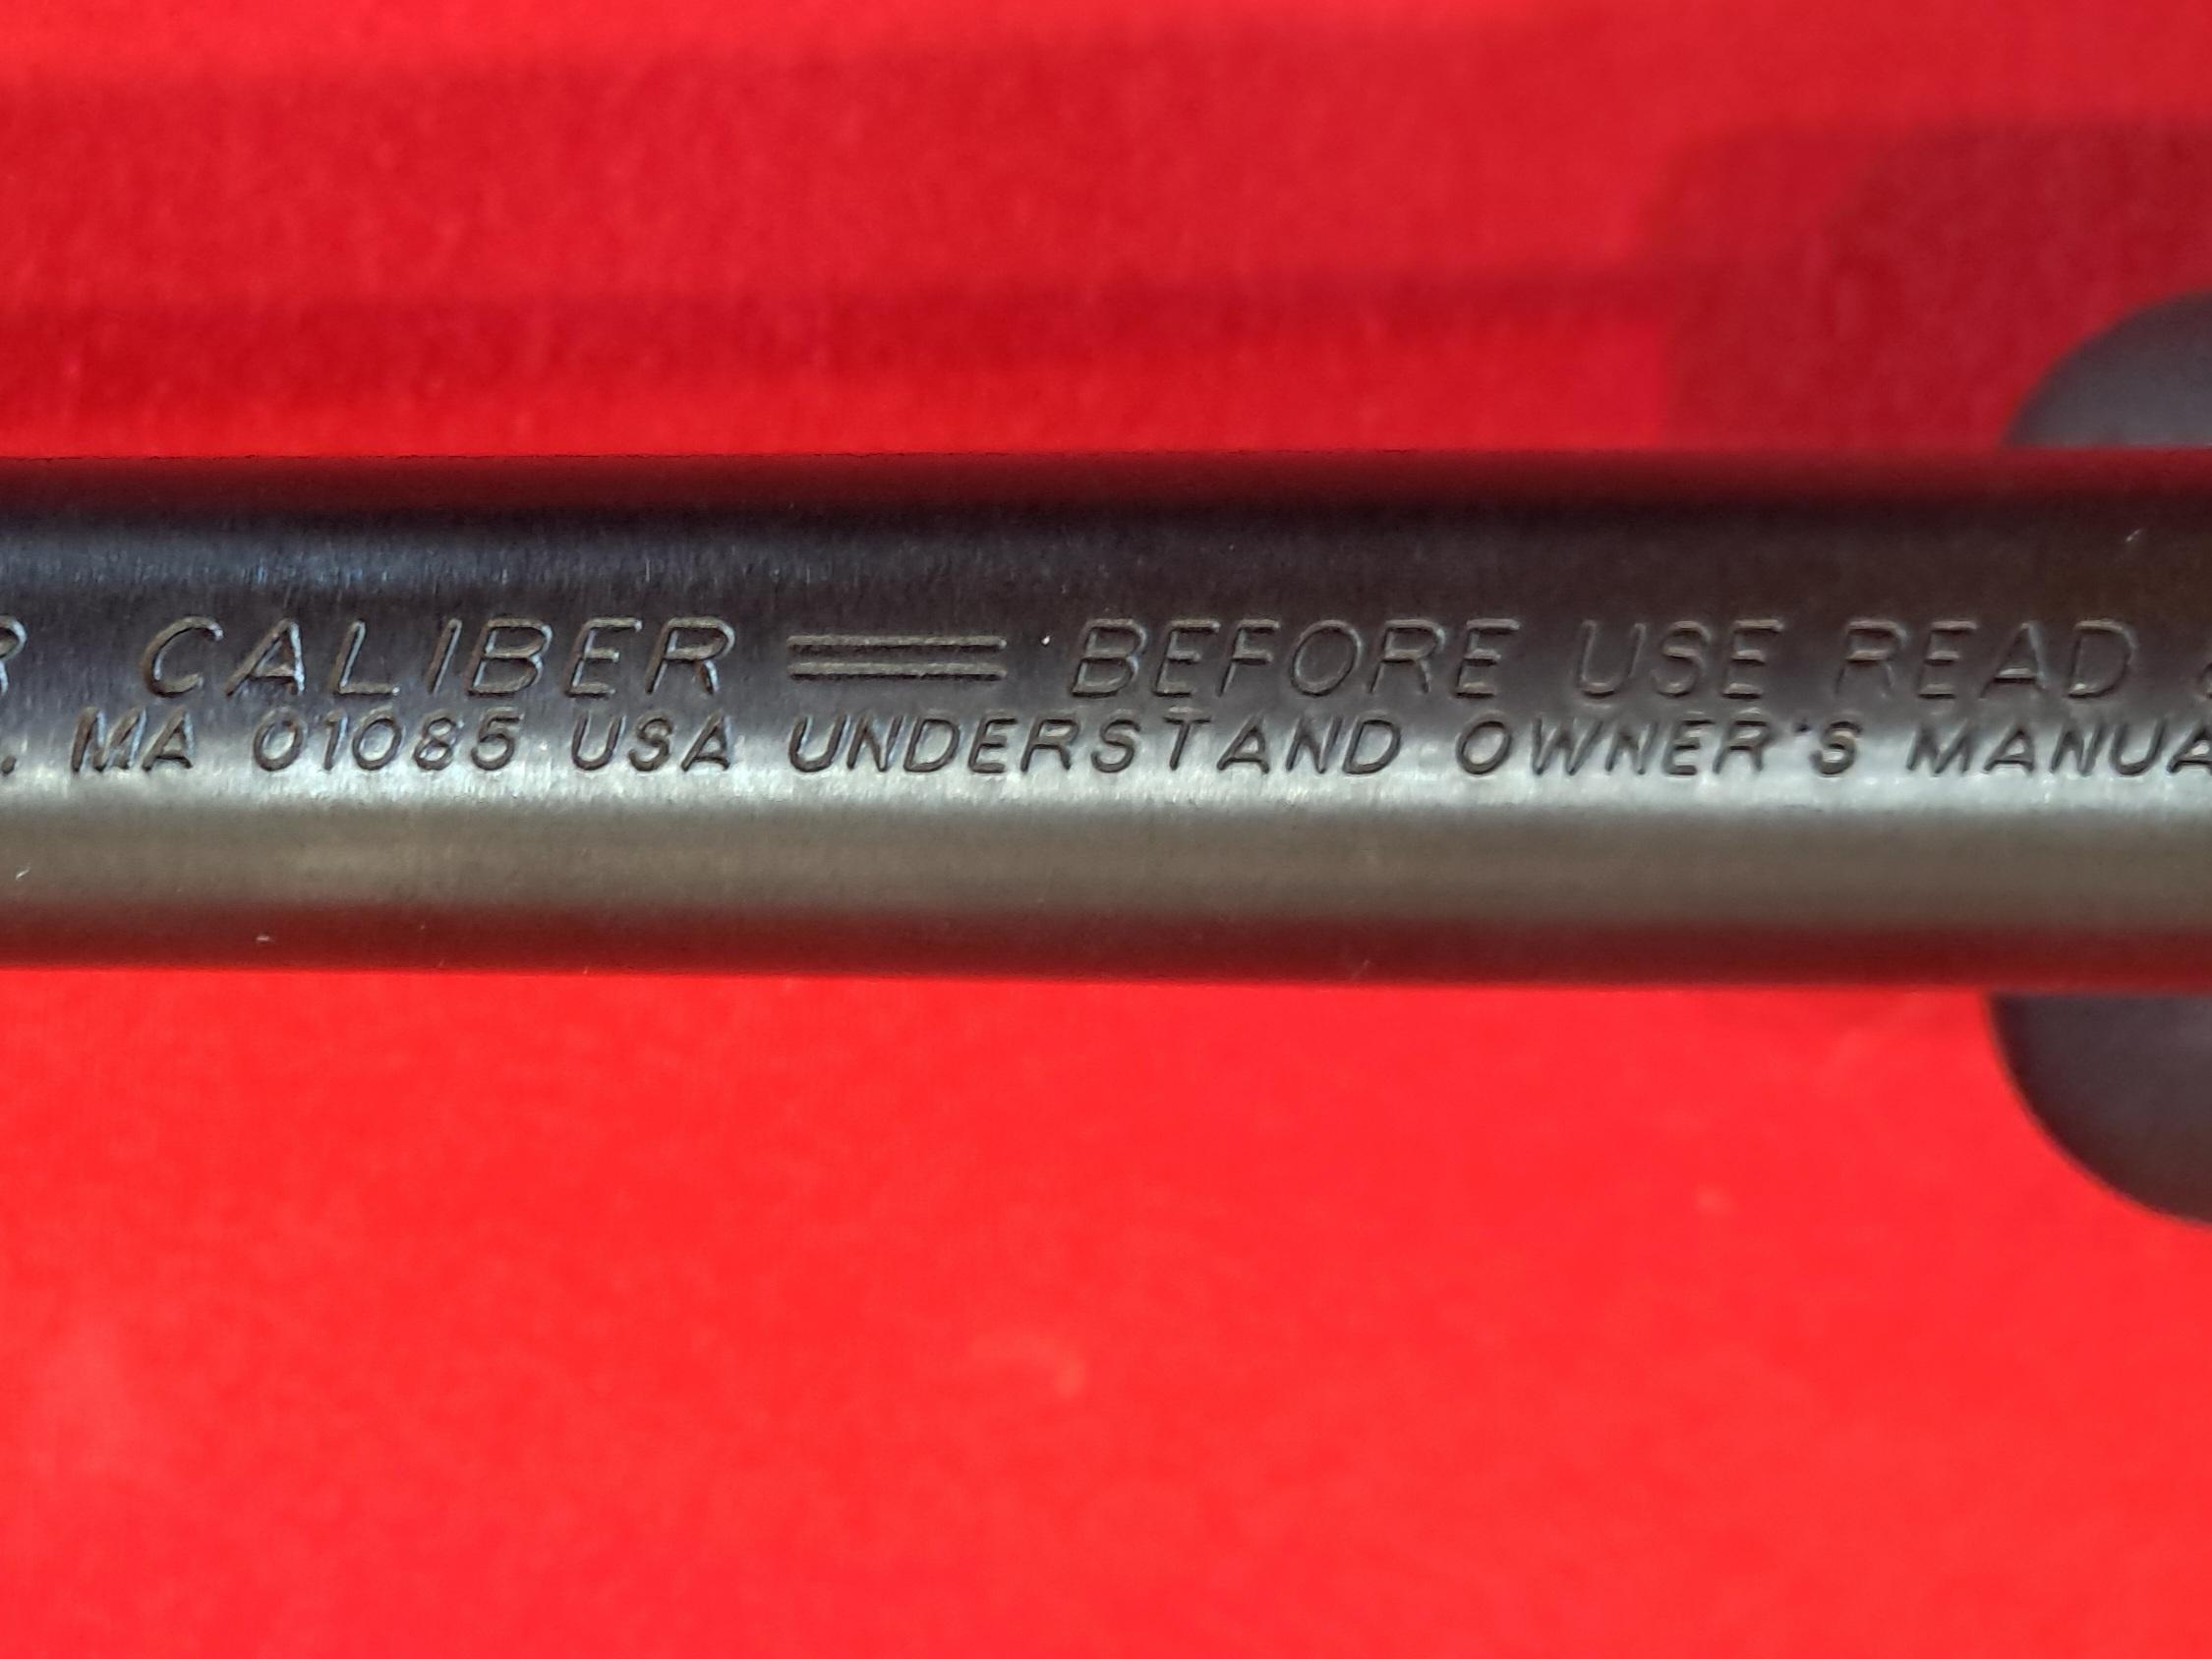 R CALIBER = BEFORE USE READ &
. MA 01085 USA UNDERSTAND OWNER'S MANUA